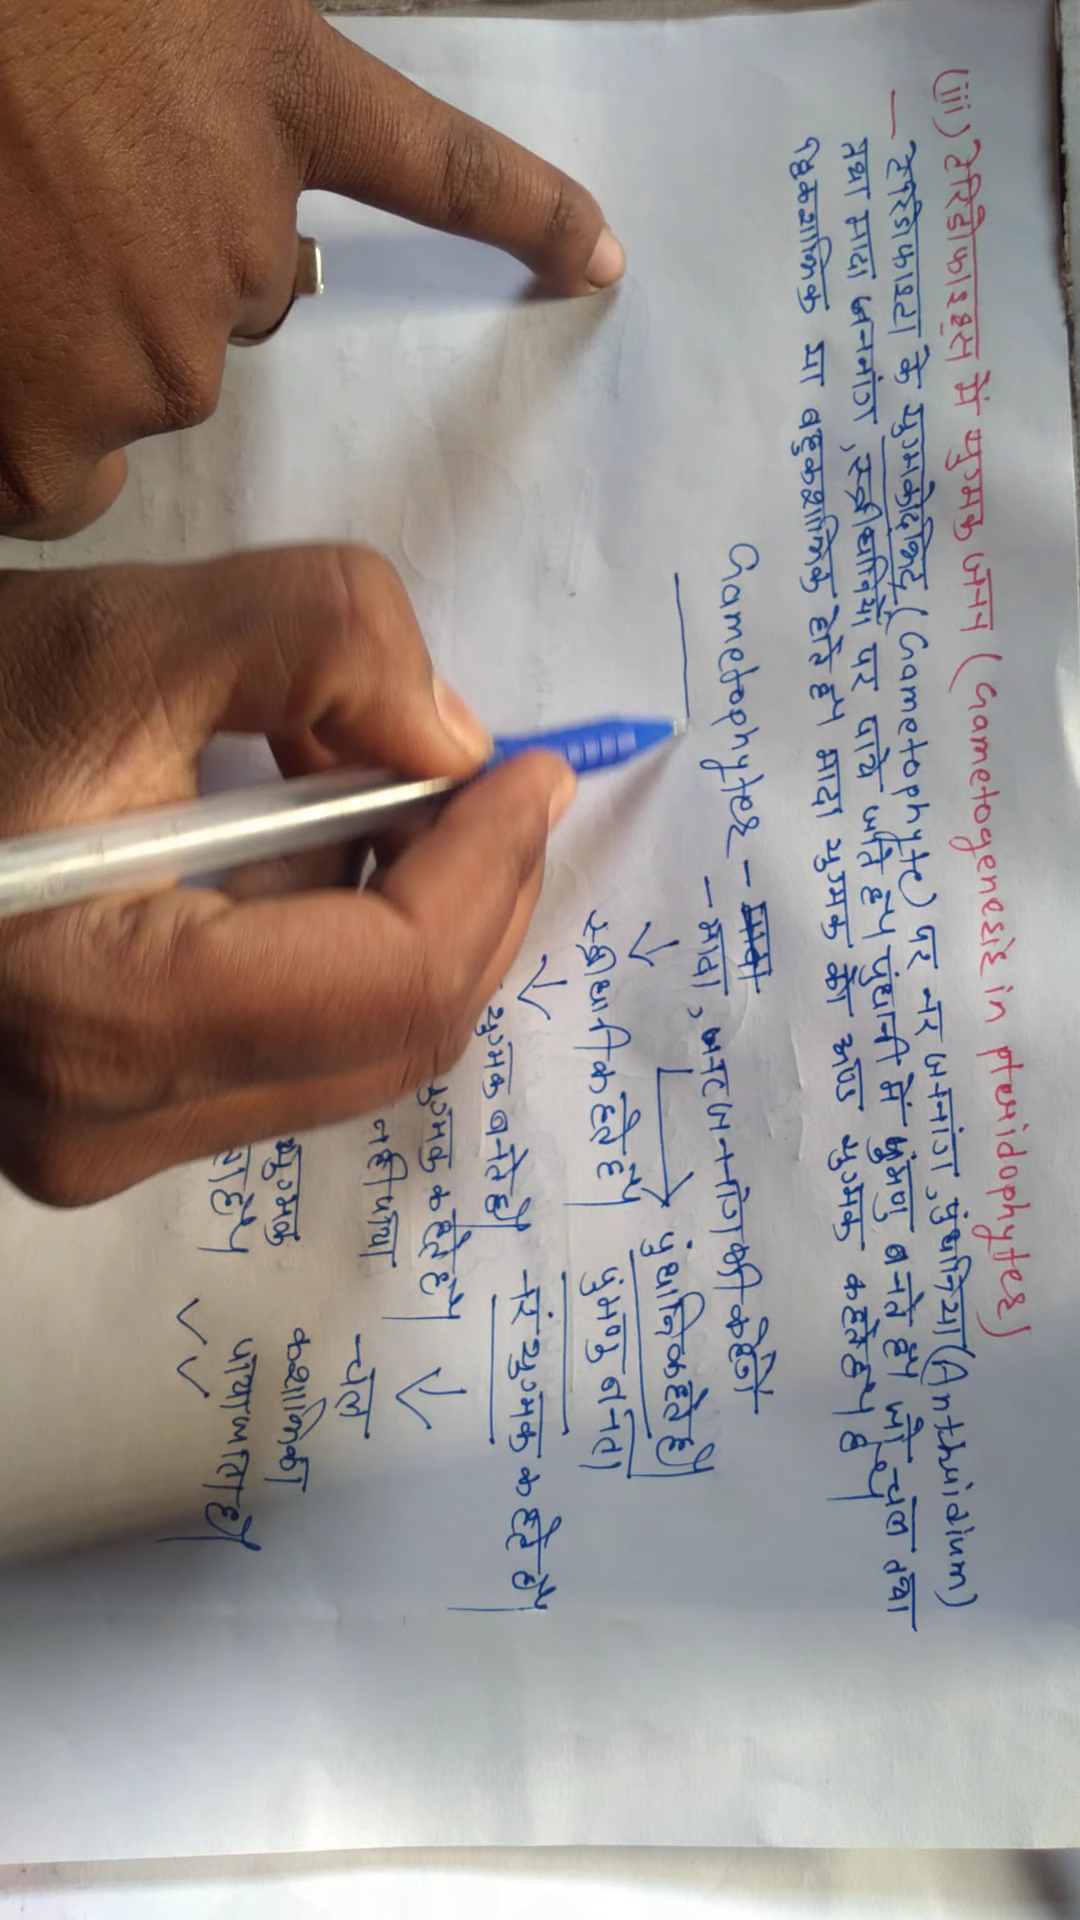 (iii) टेरिडोफाइट्स में युग्मक जनन (Gametogenesis in pteridophytes)
— टेरिडोफाइटा के युग्मकोद्भिद् (Gametophyte) पर नर जननांग, पुंधानियां (Antheridium)
तथा मादा जननांग, स्त्रीधानियों पर पाये जाते है। पुंधानी में पुंमणु बनते है। जो चल तथा
द्विकशाभिक या बहुकशाभिक होते है। मादा युग्मक को अण्ड युग्मक कहते है।
Gametophytes –
– मादा, नर जननांग की कहते
↓ → पुंधानि कहते है।
स्त्रीधानी कहते है। पुंमणु बनता
↓ युग्मक बनते है। नर युग्मक कहते है।
युग्मक कहते है। ↓
नही पाया – चल
युग्मक कशाभिकी
पाया जाता है।